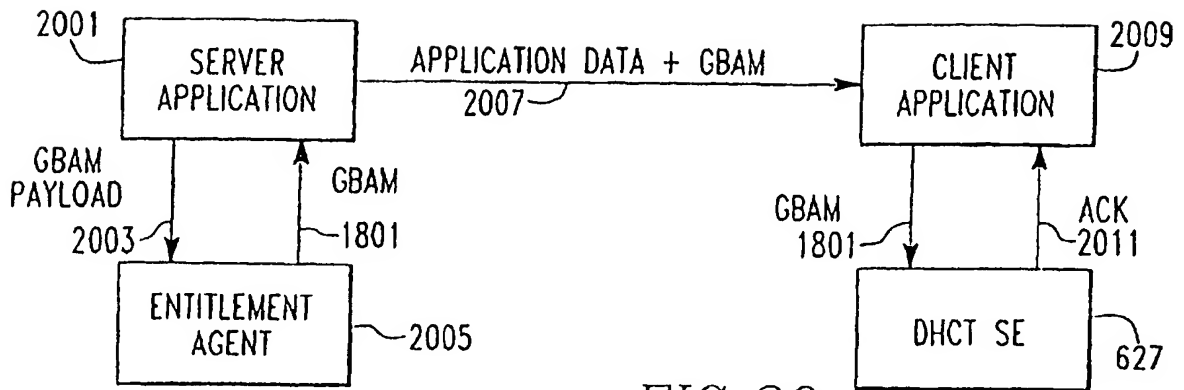 2001
SERVER
APPLICATION
APPLICATION DATA + GBAM
2007
2009
CLIENT
APPLICATION
GBAM
PAYLOAD
2003
GBAM
1801
GBAM
1801
ACK
2011
ENTITLEMENT
AGENT
2005
DHCT SE
627